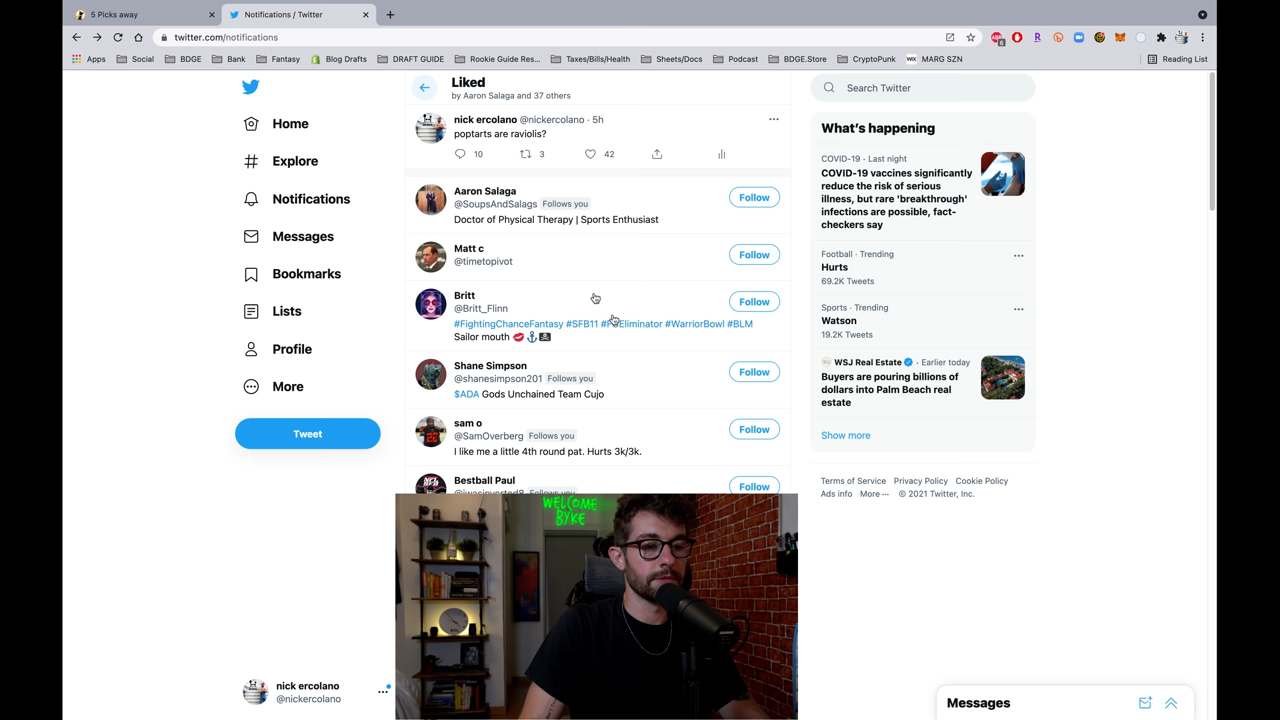 5 Picks away
Notifications / Twitter
twitter.com/notifications
Apps Social BDGE Bank Fantasy Blog Drafts DRAFT GUIDE Rookie Guide Res... Taxes/Bills/Health Sheets/Docs Podcast BDGE.Store CryptoPunk WIX MARG SZN Reading List
Home
Explore
Notifications
Messages
Bookmarks
Lists
Profile
More
Tweet
nick ercolano
@nickercolano
Liked
by Aaron Salaga and 37 others
nick ercolano @nickercolano · 5h
poptarts are raviolis?
10 3 42
Aaron Salaga
@SoupsAndSalags Follows you
Doctor of Physical Therapy | Sports Enthusiast
Follow
Matt c
@timetopivot
Follow
Britt
@Britt_Flinn
#FightingChanceFantasy #SFB11 Eliminator #WarriorBowl #BLM
Sailor mouth
Follow
Shane Simpson
@shanesimpson201 Follows you
$ADA Gods Unchained Team Cujo
Follow
sam o
@SamOverberg Follows you
I like me a little 4th round pat. Hurts 3k/3k.
Follow
Bestball Paul
Follows you
Follow
WELCOME
BYKE
Search Twitter
What's happening
COVID-19 · Last night
COVID-19 vaccines significantly
reduce the risk of serious
illness, but rare 'breakthrough'
infections are possible, fact-
checkers say
Football · Trending
Hurts
69.2K Tweets
Sports · Trending
Watson
19.2K Tweets
WSJ Real Estate · Earlier today
Buyers are pouring billions of
dollars into Palm Beach real
estate
Show more
Terms of Service Privacy Policy Cookie Policy
Ads info More ··· © 2021 Twitter, Inc.
Messages